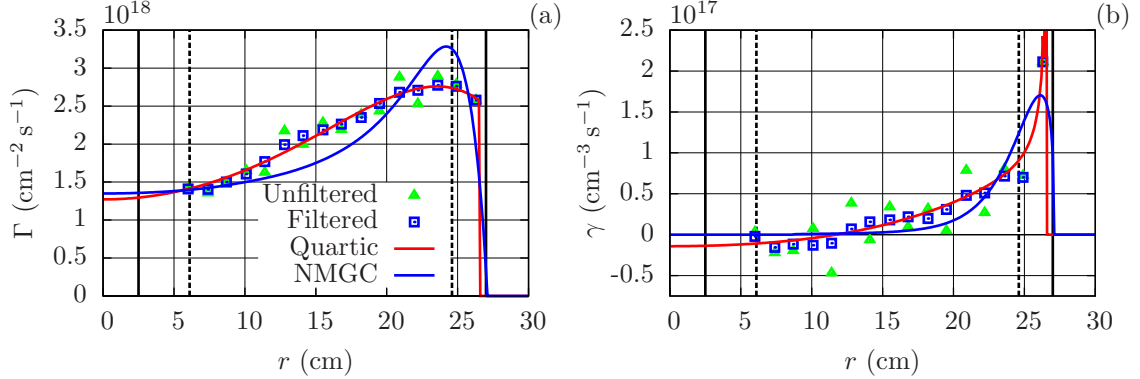 ×10^18
(a)
3.5
3
2.5
2
1.5
1
0.5
0
Γ (cm⁻² s⁻¹)
Unfiltered
Filtered
Quartic
NMGC
0 5 10 15 20 25 30
r (cm)
×10^17
(b)
2.5
2
1.5
1
0.5
0
-0.5
γ (cm⁻³ s⁻¹)
0 5 10 15 20 25 30
r (cm)